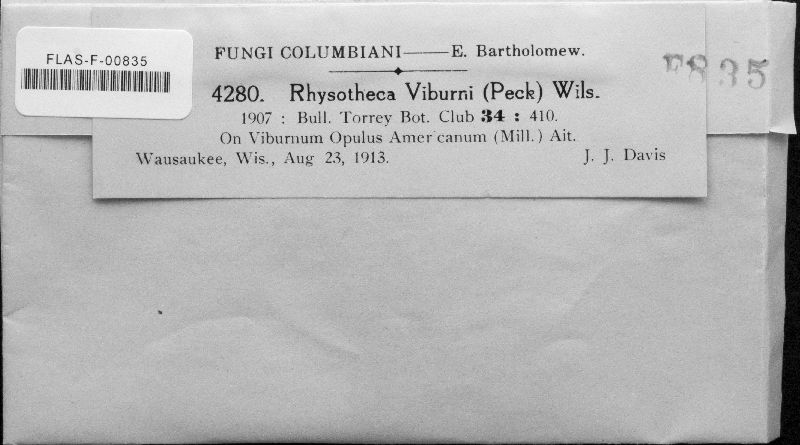 FLAS-F-00835
FUNGI COLUMBIANI—E. Bartholomew.
F835
4280. Rhysotheca Viburni (Peck) Wils.
1907 : Bull. Torrey Bot. Club 34 : 410.
On Viburnum Opulus Amer canum (Mill.) Ait.
Wausaukee, Wis., Aug 23, 1913. J. J. Davis